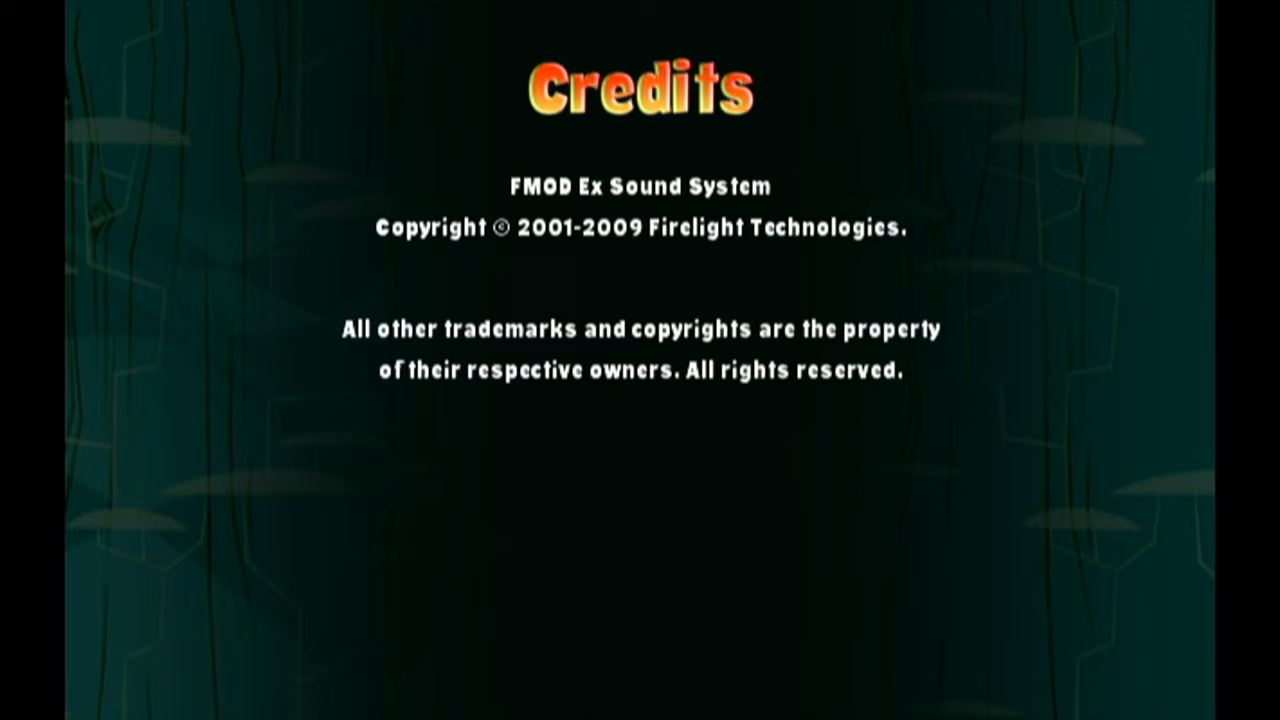 Credits
FMOD Ex Sound System
Copyright © 2001-2009 Firelight Technologies.
All other trademarks and copyrights are the property
of their respective owners. All rights reserved.